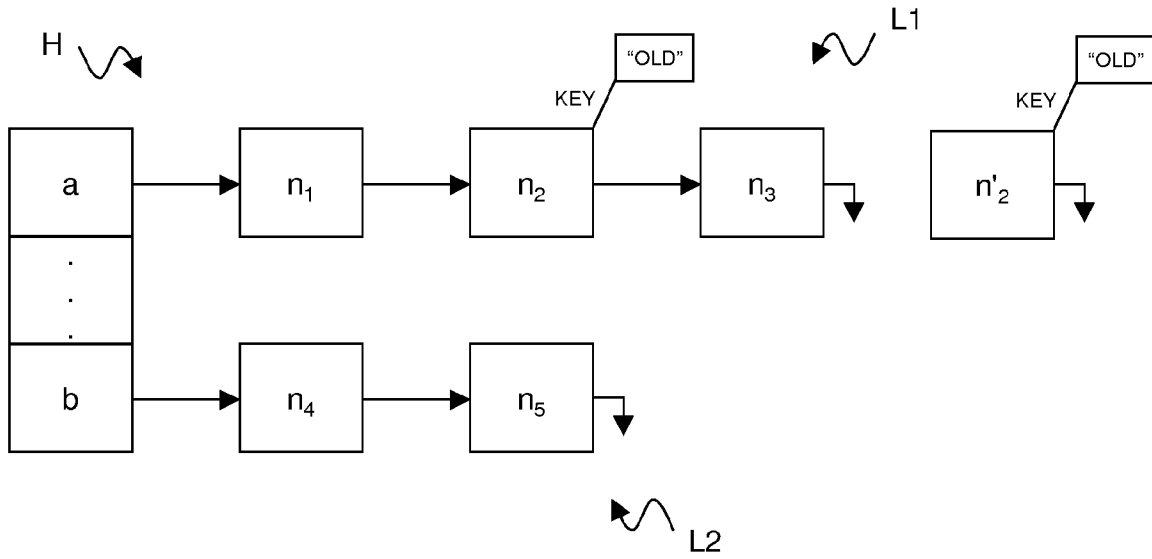 H
L1
“OLD”
“OLD”
KEY
KEY
a
n₁
n₂
n₃
n'₂
.
.
.
b
n₄
n₅
L2